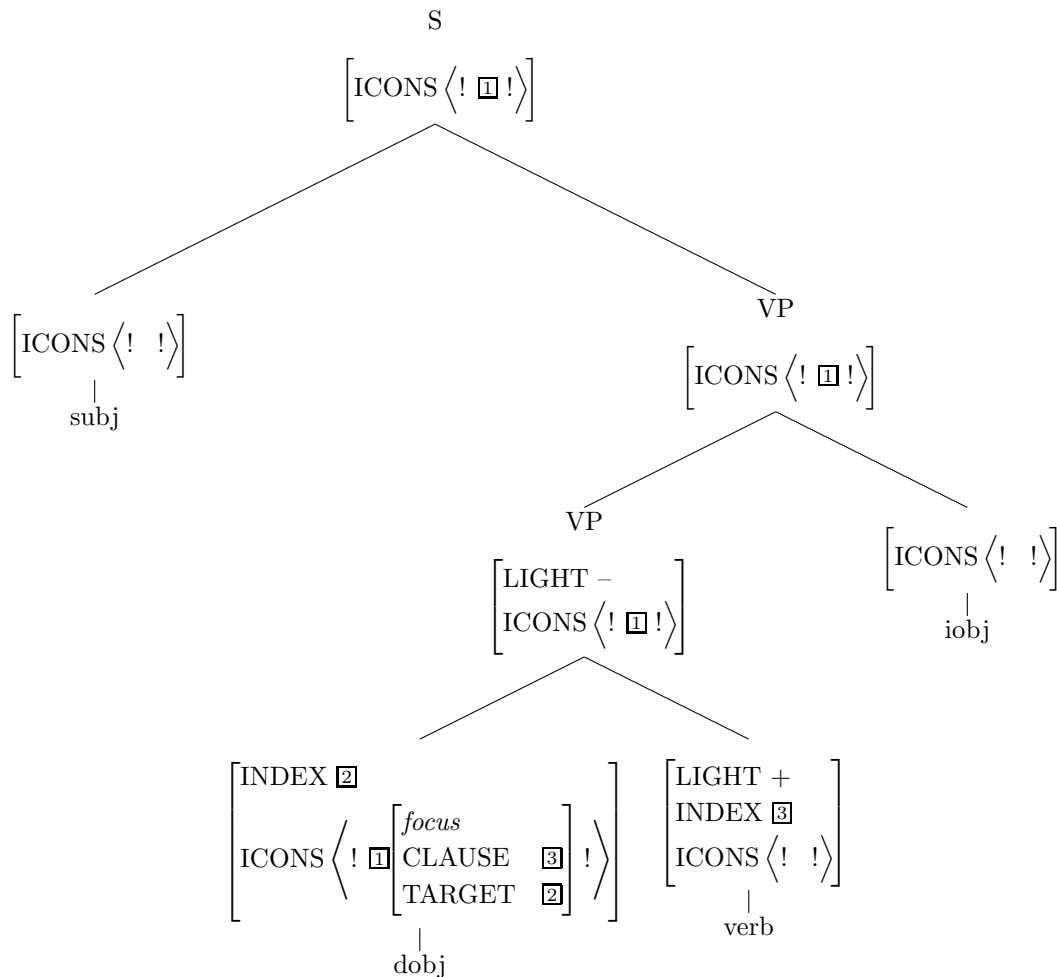 S
[ICONS ⟨! 1 !⟩]
[ICONS ⟨! !⟩]
subj
VP
[ICONS ⟨! 1 !⟩]
VP
LIGHT –
ICONS ⟨! 1 !⟩
[ICONS ⟨! !⟩]
iobj
INDEX 2
ICONS ⟨! 1 [focus
CLAUSE 3
TARGET 2] !⟩
dobj
LIGHT +
INDEX 3
ICONS ⟨! !⟩
verb